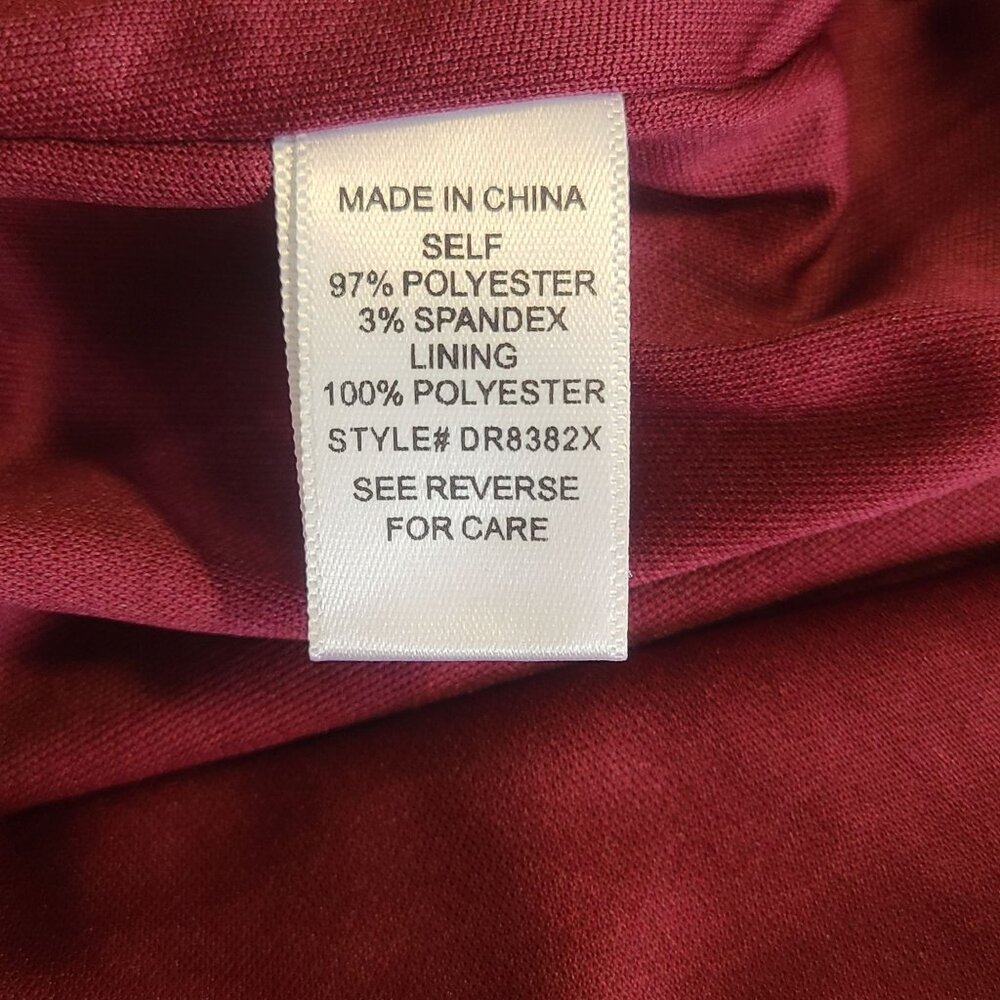 MADE IN CHINA
SELF
97% POLYESTER
3% SPANDEX
LINING
100% POLYESTER
STYLE# DR8382X
SEE REVERSE
FOR CARE